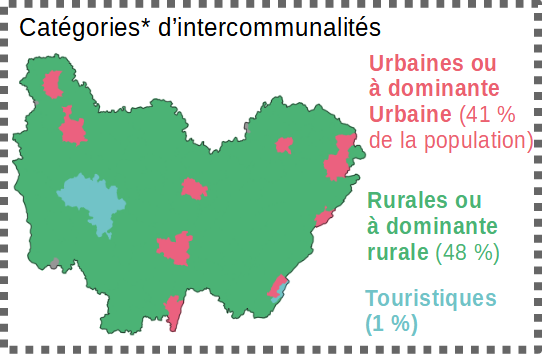 Catégories* d’intercommunalités
Urbaines ou
à dominante
Urbaine (41 %
de la population)
Rurales ou
à dominante
rurale (48 %)
Touristiques
(1 %)